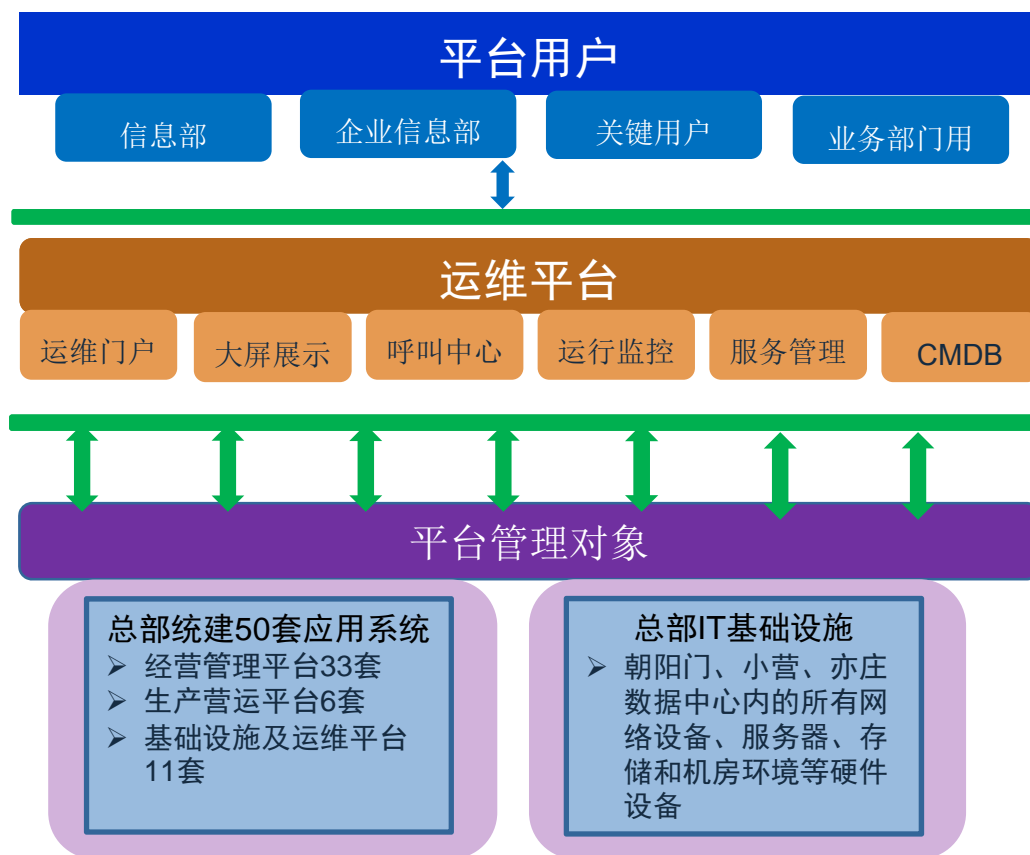 平台用户
信息部
企业信息部
关键用户
业务部门用
运维平台
运维门户
大屏展示
呼叫中心
运行监控
服务管理
CMDB
平台管理对象
总部统建50套应用系统
➢ 经营管理平台33套
➢ 生产营运平台6套
➢ 基础设施及运维平台
11套
总部IT基础设施
➢ 朝阳门、小营、亦庄
数据中心内的所有网
络设备、服务器、存
储和机房环境等硬件
设备